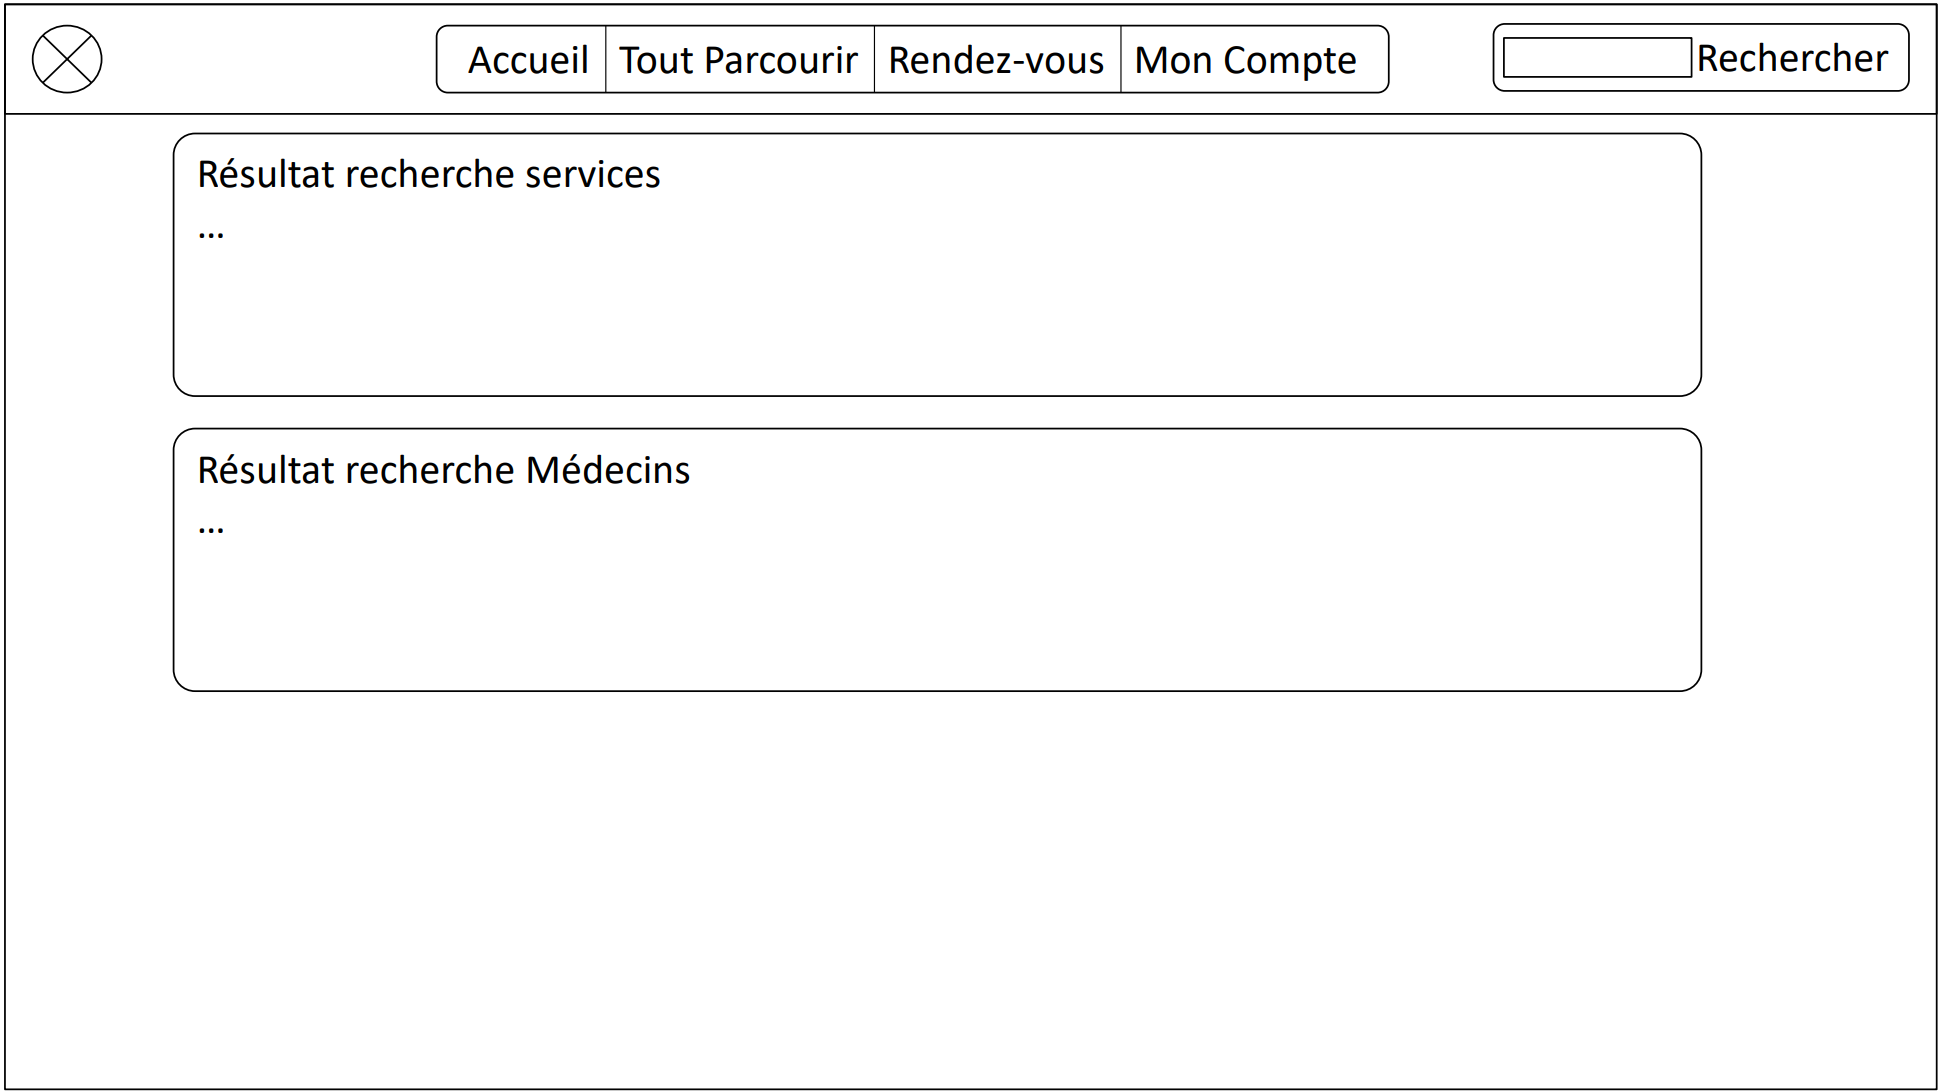 Accueil Tout Parcourir Rendez-vous Mon Compte Rechercher
Résultat recherche services
...
Résultat recherche Médecins
...